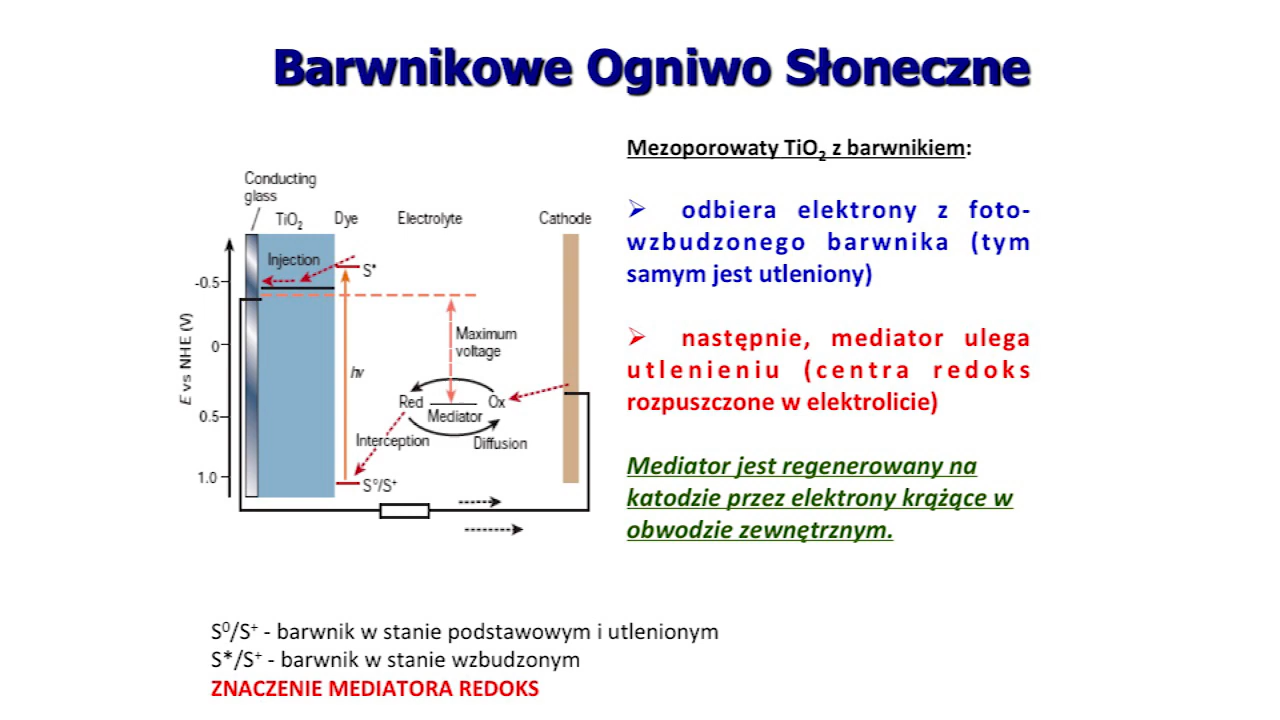 Barwnikowe Ogniwo Słoneczne
Mezoporowaty TiO₂ z barwnikiem:
➢ odbiera elektrony z foto-
wzbudzonego barwnika (tym
samym jest utleniony)
➢ następnie, mediator ulega
utlenieniu (centra redoks
rozpuszczone w elektrolicie)
Mediator jest regenerowany na
katodzie przez elektrony krążące w
obwodzie zewnętrznym.
Conducting
glass
TiO₂
Dye
Electrolyte
Cathode
Injection
S*
-0.5
0
0.5
1.0
E vs NHE (V)
hν
Maximum
voltage
Red
Ox
Mediator
Interception
Diffusion
S⁰/S⁺
S⁰/S⁺ - barwnik w stanie podstawowym i utlenionym
S*/S⁺ - barwnik w stanie wzbudzonym
ZNACZENIE MEDIATORA REDOKS